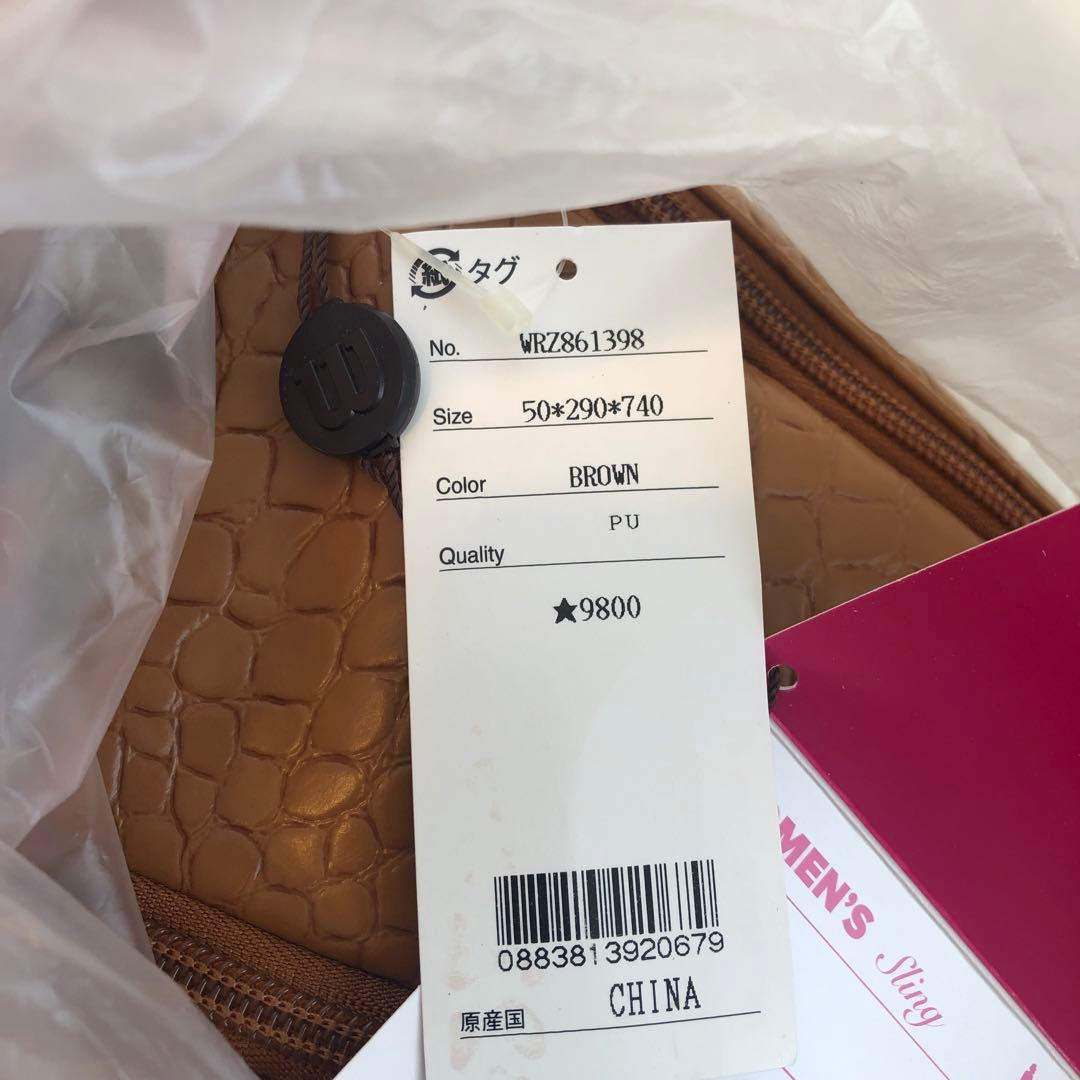 紙 タグ
No. WRZ861398
Size 50*290*740
Color BROWN
PU
Quality
★9800
0883813920679
原産国 CHINA
W
MEN'S
Sling